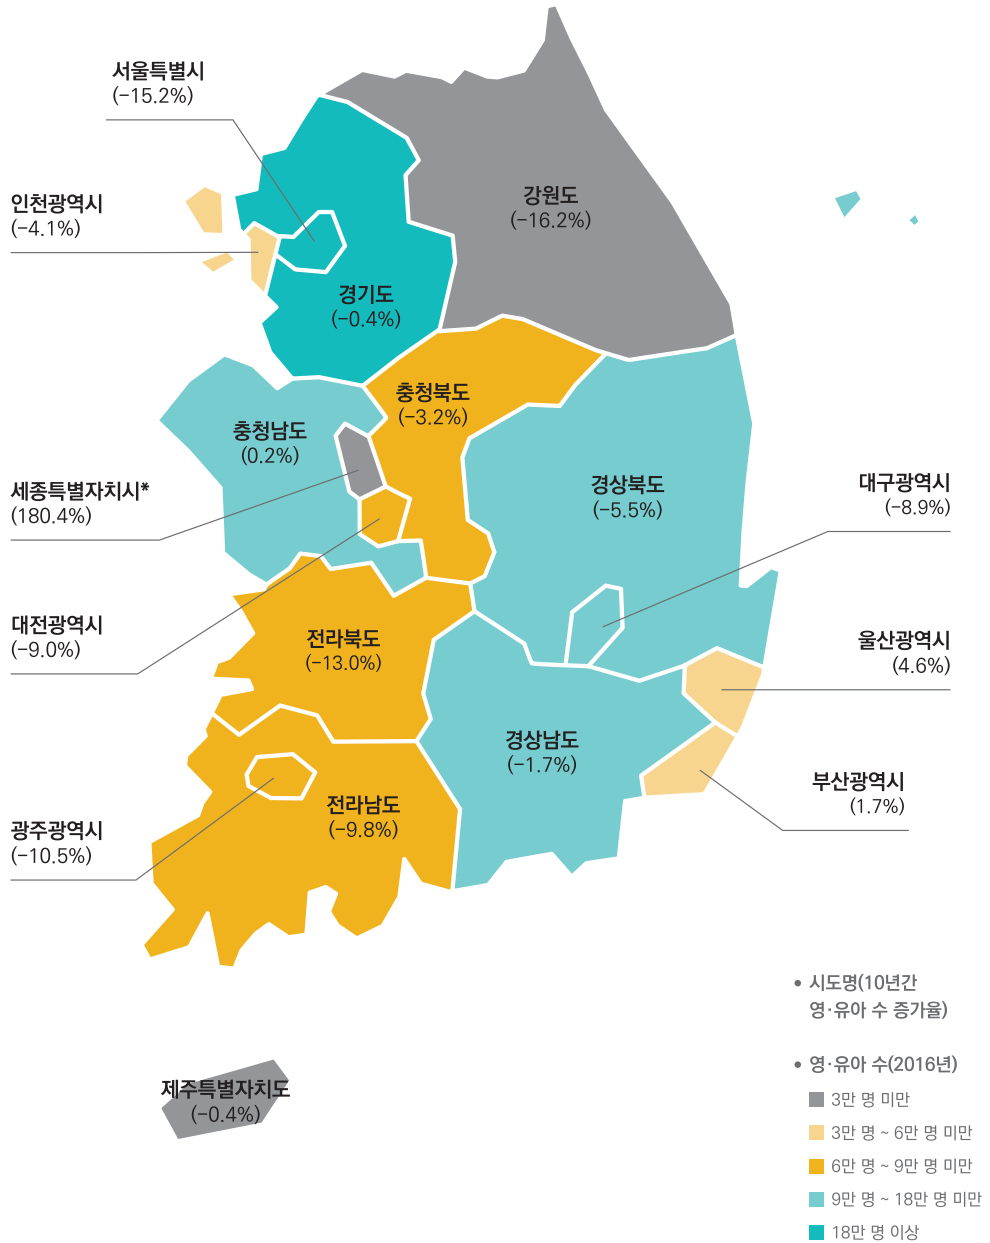 서울특별시
(-15.2%)
인천광역시
(-4.1%)
강원도
(-16.2%)
경기도
(-0.4%)
충청북도
(-3.2%)
충청남도
(0.2%)
세종특별자치시*
(180.4%)
경상북도
(-5.5%)
대구광역시
(-8.9%)
대전광역시
(-9.0%)
전라북도
(-13.0%)
울산광역시
(4.6%)
경상남도
(-1.7%)
부산광역시
(1.7%)
전라남도
(-9.8%)
광주광역시
(-10.5%)
제주특별자치도
(-0.4%)
• 시도명(10년간
영·유아 수 증가율)
• 영·유아 수(2016년)
3만 명 미만
3만 명 ~ 6만 명 미만
6만 명 ~ 9만 명 미만
9만 명 ~ 18만 명 미만
18만 명 이상